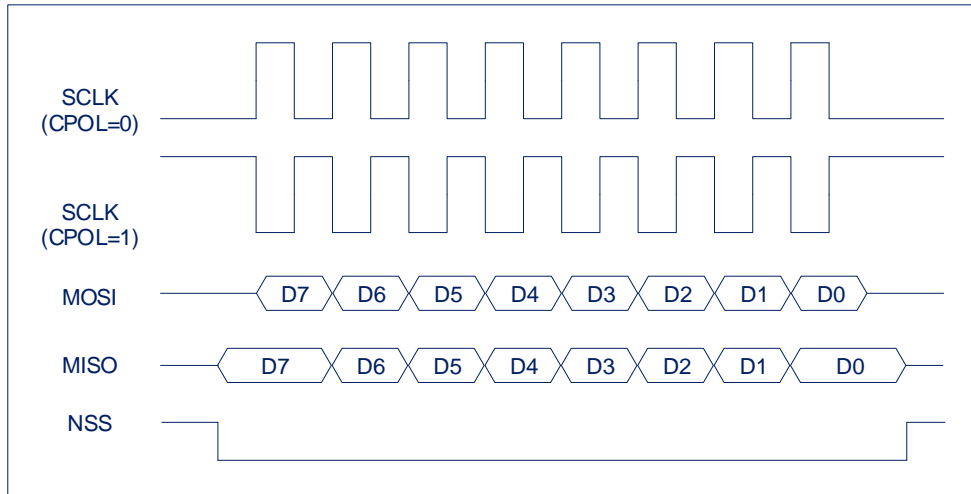 SCLK
(CPOL=0)
SCLK
(CPOL=1)
MOSI D7 D6 D5 D4 D3 D2 D1 D0
MISO D7 D6 D5 D4 D3 D2 D1 D0
NSS